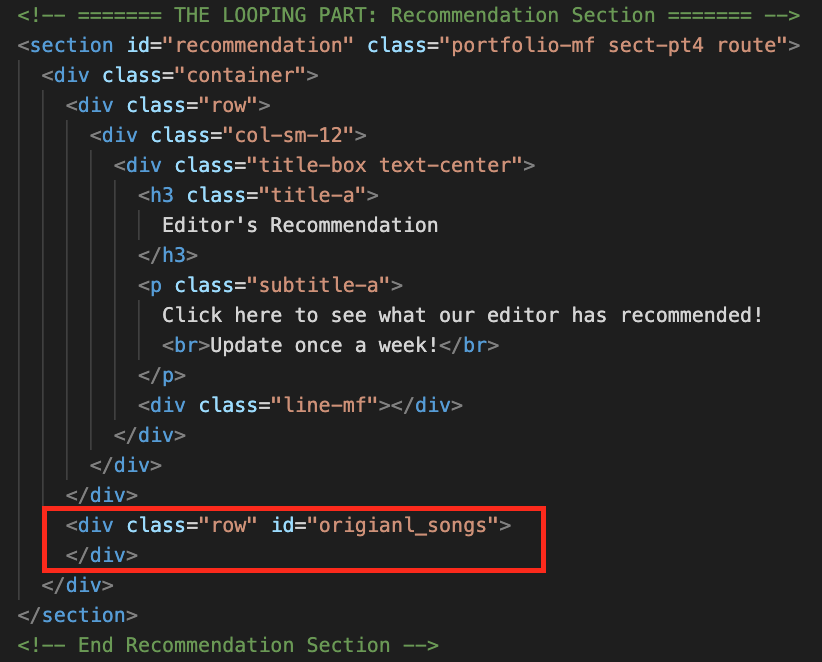 <!-- ======= THE LOOPING PART: Recommendation Section ======= -->
<section id="recommendation" class="portfolio-mf sect-pt4 route">
<div class="container">
<div class="row">
<div class="col-sm-12">
<div class="title-box text-center">
<h3 class="title-a">
Editor's Recommendation
</h3>
<p class="subtitle-a">
Click here to see what our editor has recommended!
<br>Update once a week!</br>
</p>
<div class="line-mf"></div>
</div>
</div>
</div>
<div class="row" id="origianl_songs">
</div>
</div>
</section>
<!-- End Recommendation Section -->